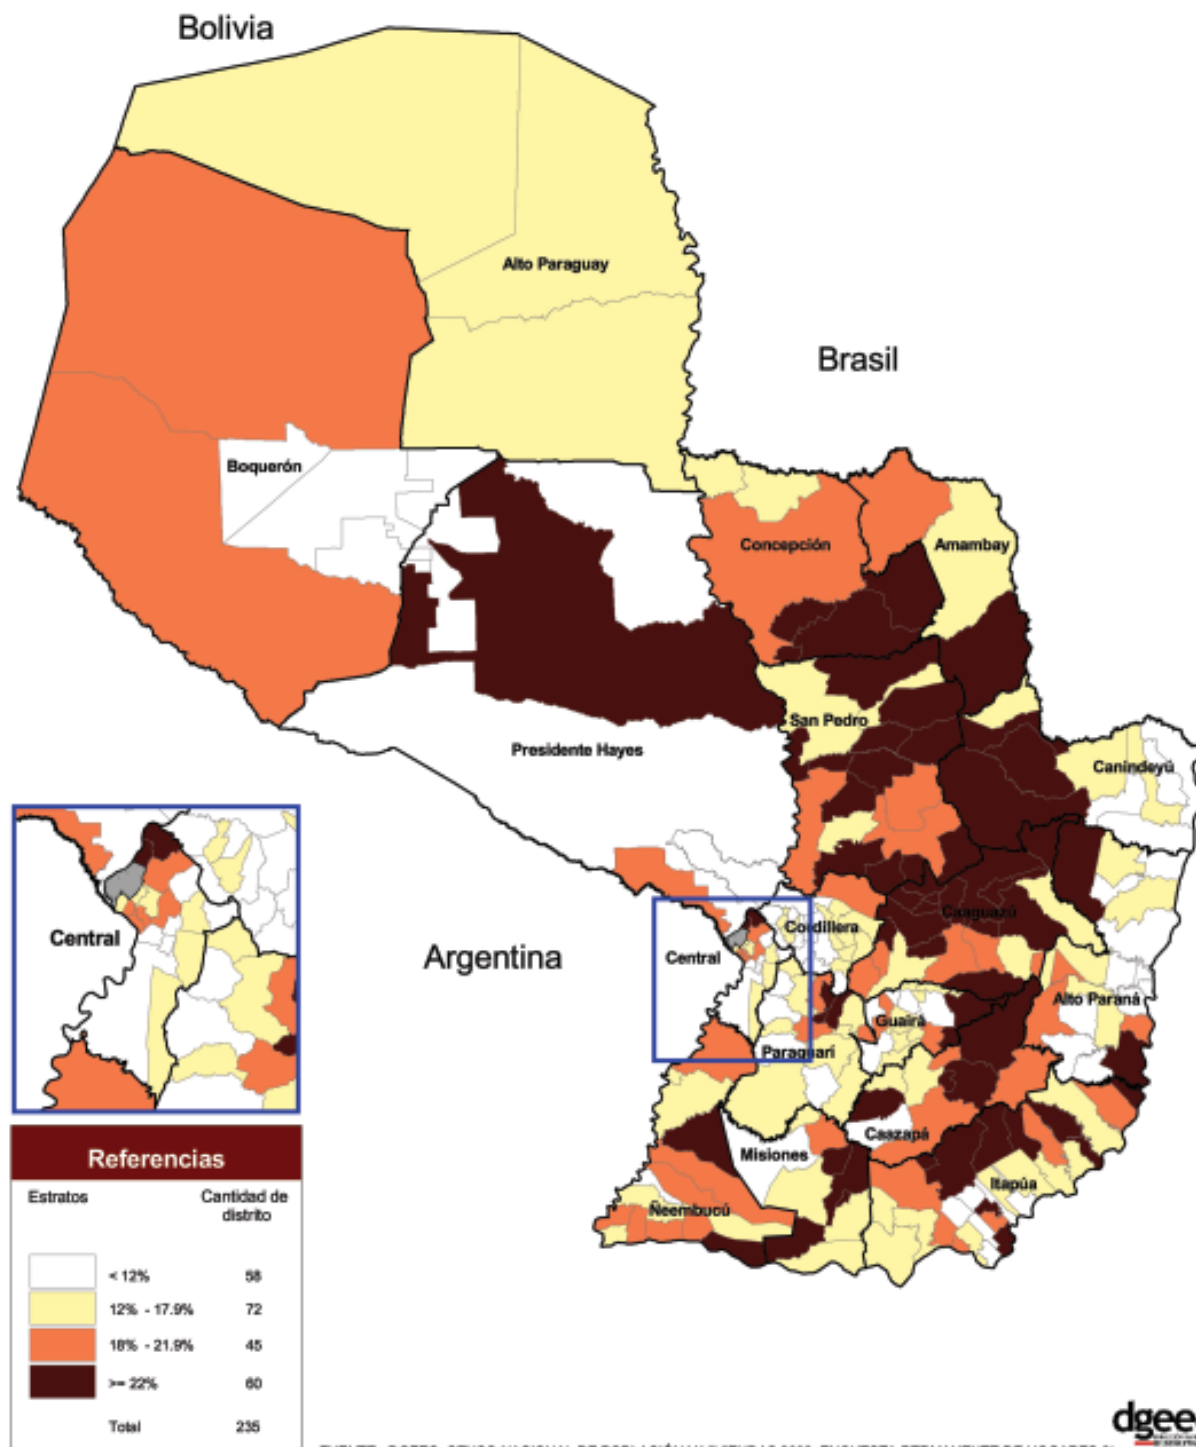 Bolivia
Alto Paraguay
Brasil
Boquerón
Concepción
Amambay
San Pedro
Presidente Hayes
Canindeyú
Caaguazú
Cordillera
Central
Argentina
Central
Alto Paraná
Guairá
Paraguarí
Caazapá
Misiones
Itapúa
Ñeembucú
Referencias
Estratos Cantidad de
distrito
< 12% 58
12% - 17.9% 72
18% - 21.9% 45
>= 22% 60
Total 235
dgee